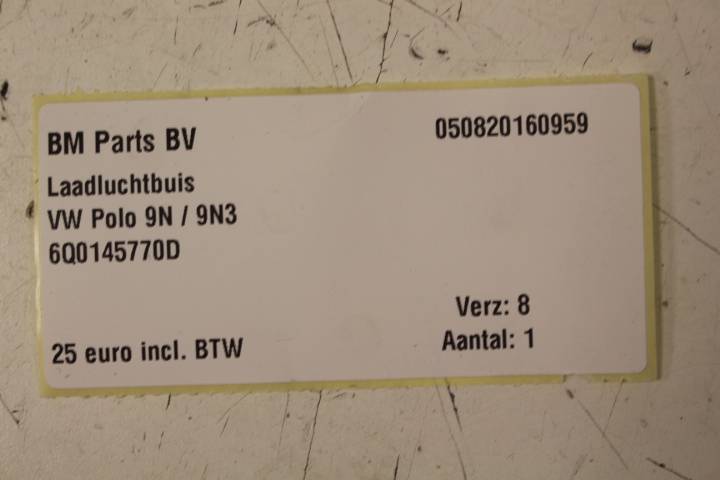 BM Parts BV
050820160959
Laadluchtbuis
VW Polo 9N / 9N3
6Q0145770D
Verz: 8
25 euro incl. BTW
Aantal: 1